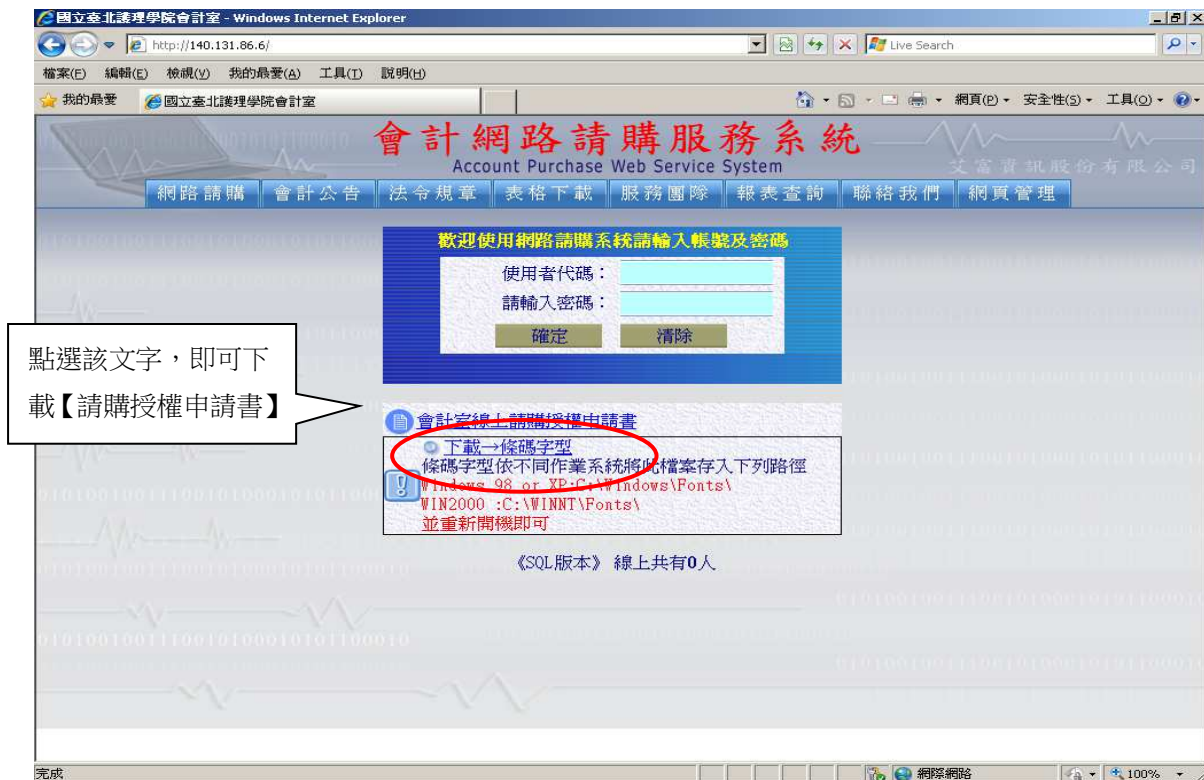 國立臺北護理學院會計室 - Windows Internet Explorer
http://140.131.86.6/
Live Search
檔案(F) 編輯(E) 檢視(V) 我的最愛(A) 工具(T) 說明(H)
我的最愛 國立臺北護理學院會計室 網頁(P) 安全性(S) 工具(O)
會計網路請購服務系統
Account Purchase Web Service System
艾富資訊股份有限公司
網路請購 會計公告 法令規章 表格下載 服務團隊 報表查詢 聯絡我們 網頁管理
歡迎使用網路請購系統請輸入帳號及密碼
使用者代碼：
請輸入密碼：
確定 清除
點選該文字，即可下
載【請購授權申請書】
會計室線上請購授權申請書
下載→條碼字型
條碼字型依不同作業系統將此檔案存入下列路徑
Windows 98 or XP:C:\Windows\Fonts\
WIN2000 :C:\WINNT\Fonts\
並重新開機即可
《SQL版本》 線上共有0人
完成 網際網路 100%